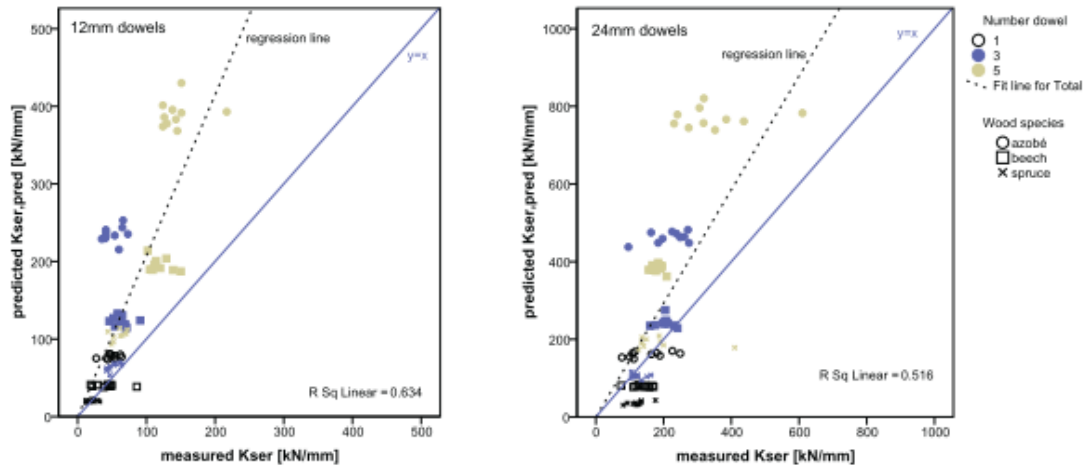 12mm dowels
regression line
y=x
R Sq Linear = 0.634
predicted Kser,pred [kN/mm]
500
400
300
200
100
0
0 100 200 300 400 500
measured Kser [kN/mm]
24mm dowels
regression line
y=x
R Sq Linear = 0.516
predicted Kser,pred [kN/mm]
1000
800
600
400
200
0
0 200 400 600 800 1000
measured Kser [kN/mm]
Number dowel
1
3
5
Fit line for Total
Wood species
azobé
beech
spruce